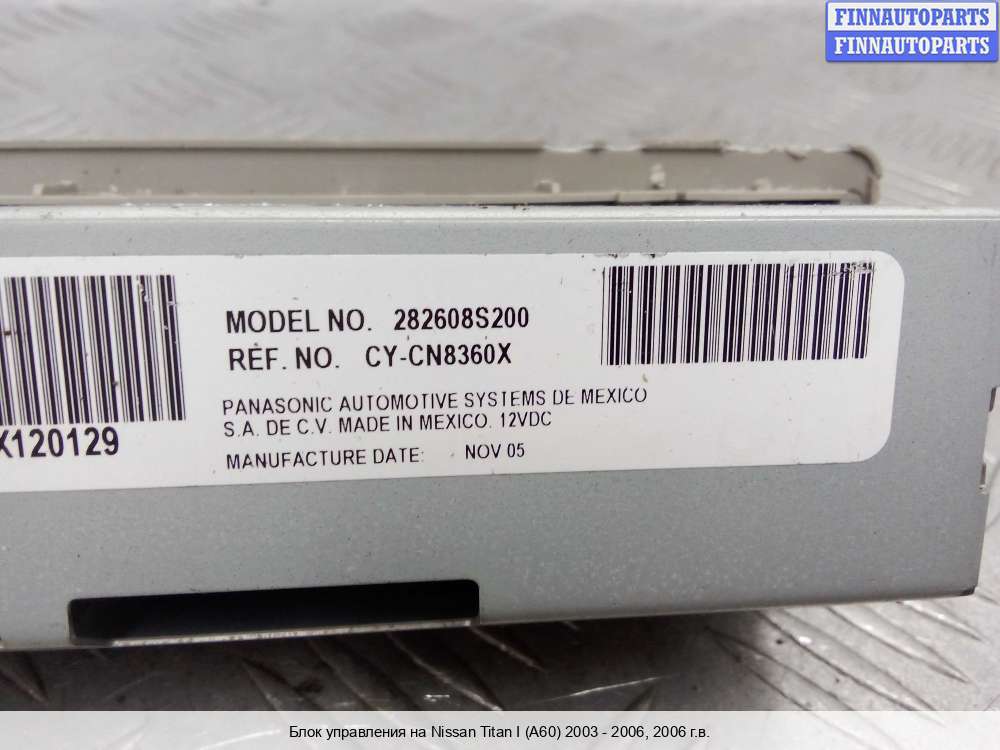 FINNAUTOPARTS
FINNAUTOPARTS
MODEL NO. 282608S200
REF. NO. CY-CN8360X
PANASONIC AUTOMOTIVE SYSTEMS DE MEXICO
S.A. DE C.V. MADE IN MEXICO. 12VDC
X120129
MANUFACTURE DATE: NOV 05
Блок управления на Nissan Titan I (A60) 2003 - 2006, 2006 г.в.